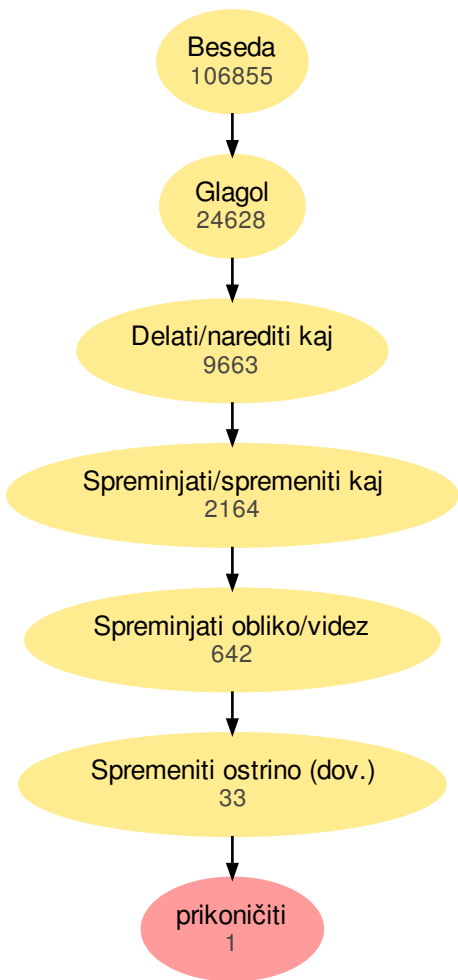 Beseda
106855
Glagol
24628
Delati/narediti kaj
9663
Spreminjati/spremeniti kaj
2164
Spreminjati obliko/videz
642
Spremeniti ostrino (dov.)
33
prikoničiti
1